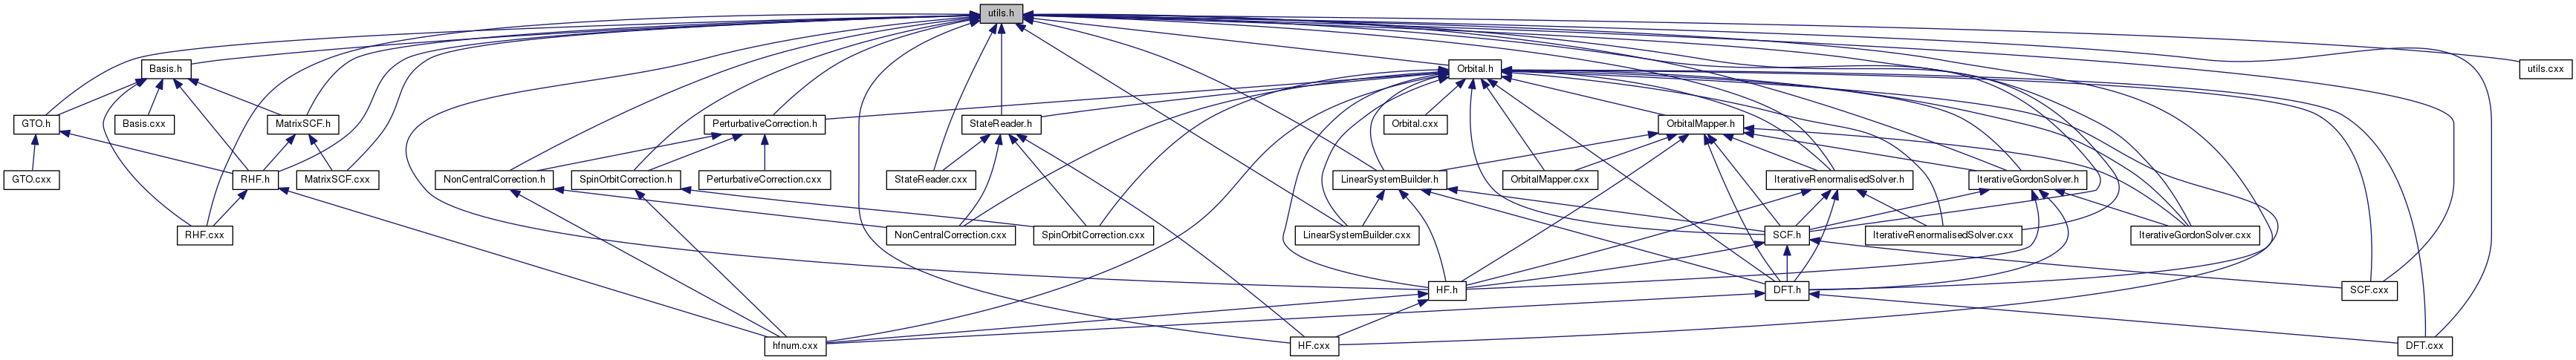 utils.h
Basis.h
Orbital.h
utils.cxx
GTO.h
Basis.cxx
MatrixSCF.h
PerturbativeCorrection.h
StateReader.h
Orbital.cxx
OrbitalMapper.h
GTO.cxx
RHF.h
MatrixSCF.cxx
NonCentralCorrection.h
SpinOrbitCorrection.h
PerturbativeCorrection.cxx
StateReader.cxx
LinearSystemBuilder.h
OrbitalMapper.cxx
IterativeRenormalisedSolver.h
IterativeGordonSolver.h
RHF.cxx
NonCentralCorrection.cxx
SpinOrbitCorrection.cxx
LinearSystemBuilder.cxx
SCF.h
IterativeRenormalisedSolver.cxx
IterativeGordonSolver.cxx
HF.h
DFT.h
SCF.cxx
hfnum.cxx
HF.cxx
DFT.cxx